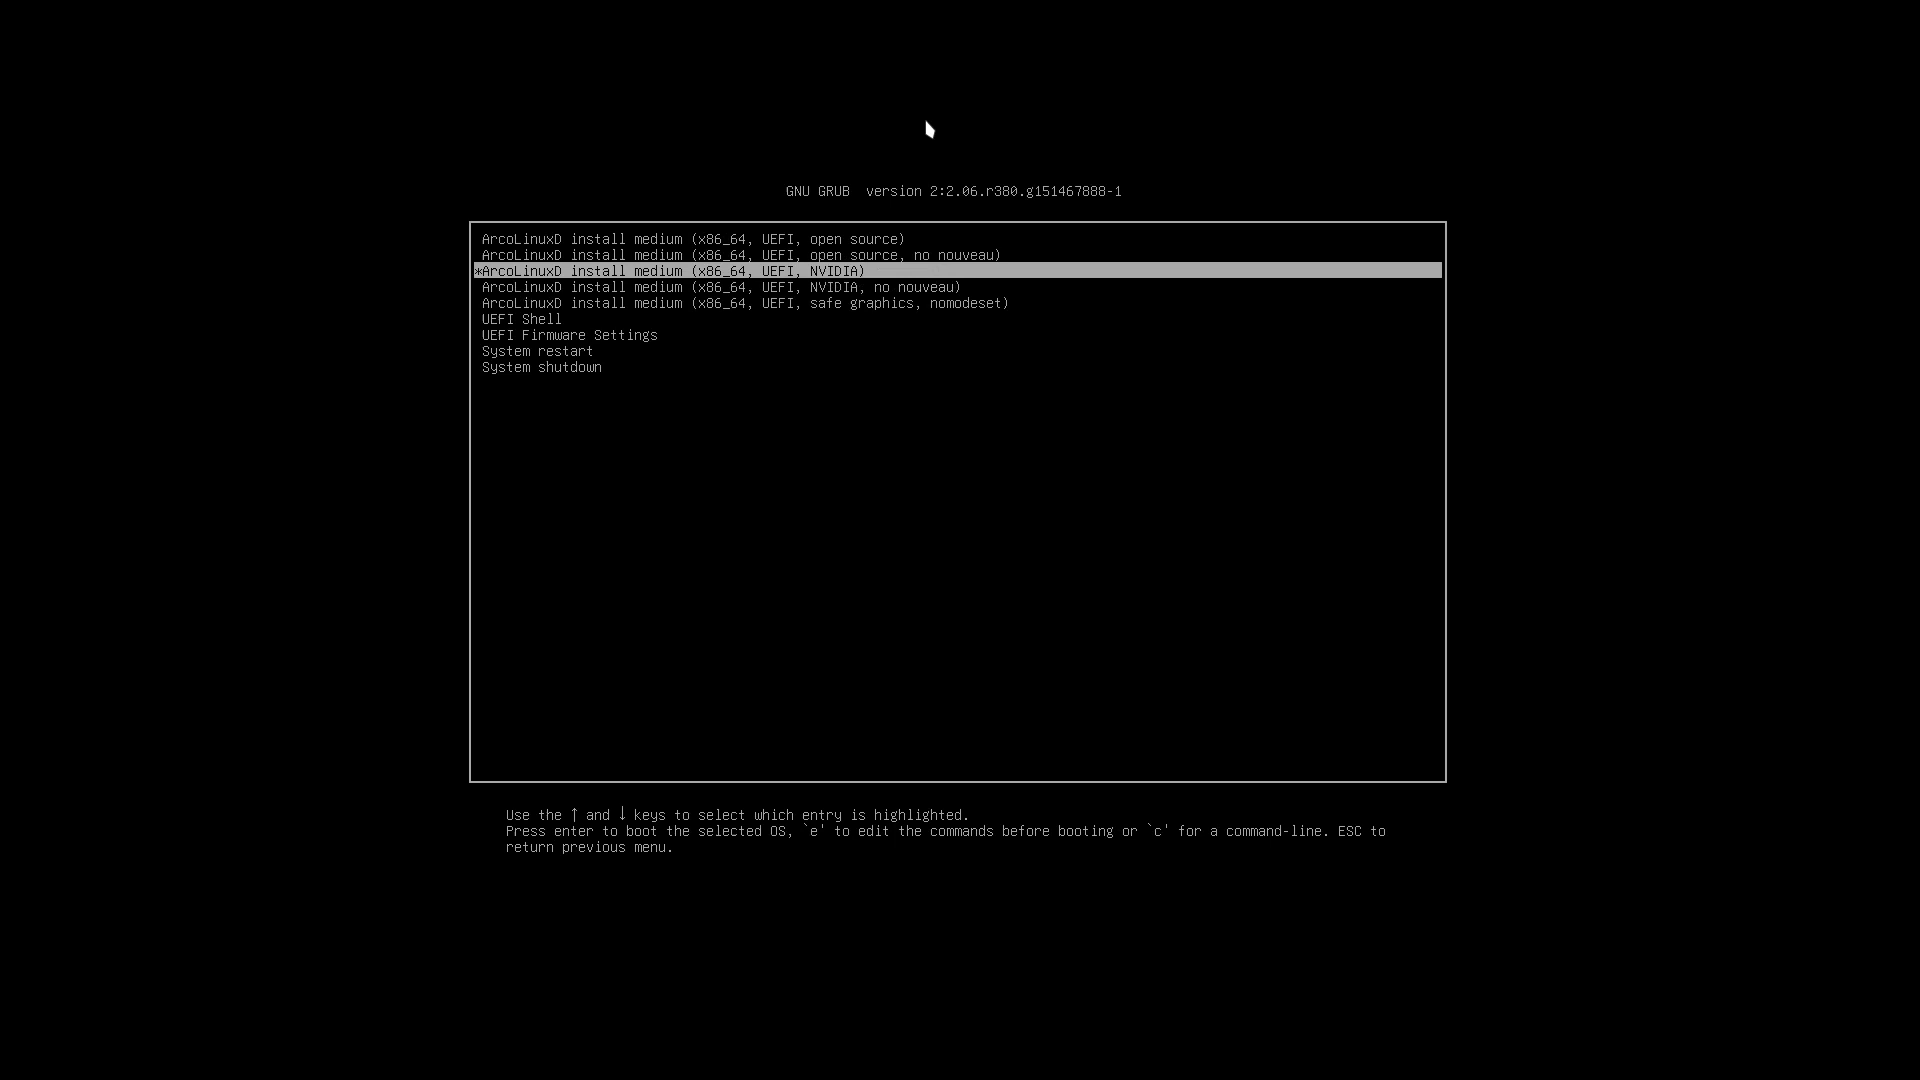 GNU GRUB  version 2:2.06.r380.g151467888-1
ArcoLinuxD install medium (x86_64, UEFI, open source)
ArcoLinuxD install medium (x86_64, UEFI, open source, no nouveau)
*ArcoLinuxD install medium (x86_64, UEFI, NVIDIA)
ArcoLinuxD install medium (x86_64, UEFI, NVIDIA, no nouveau)
ArcoLinuxD install medium (x86_64, UEFI, safe graphics, nomodeset)
UEFI Shell
UEFI Firmware Settings
System restart
System shutdown
Use the ↑ and ↓ keys to select which entry is highlighted.
Press enter to boot the selected OS, `e' to edit the commands before booting or `c' for a command-line. ESC to
return previous menu.